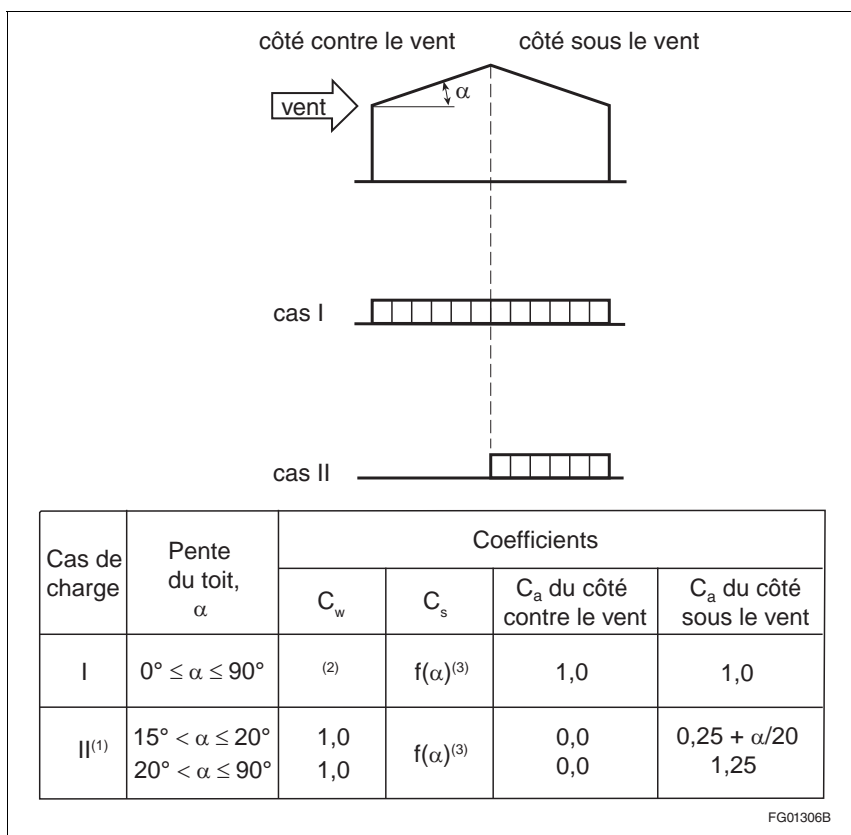 côté contre le vent côté sous le vent
vent
α
cas I
cas II
Cas de charge
Pente du toit, α
Coefficients
C_w
C_s
C_a du côté contre le vent
C_a du côté sous le vent
I 0° ≤ α ≤ 90° (2) f(α)(3) 1,0 1,0
II(1) 15° < α ≤ 20° 1,0 f(α)(3) 0,0 0,25 + α/20
20° < α ≤ 90° 1,0 0,0 1,25
FG01306B